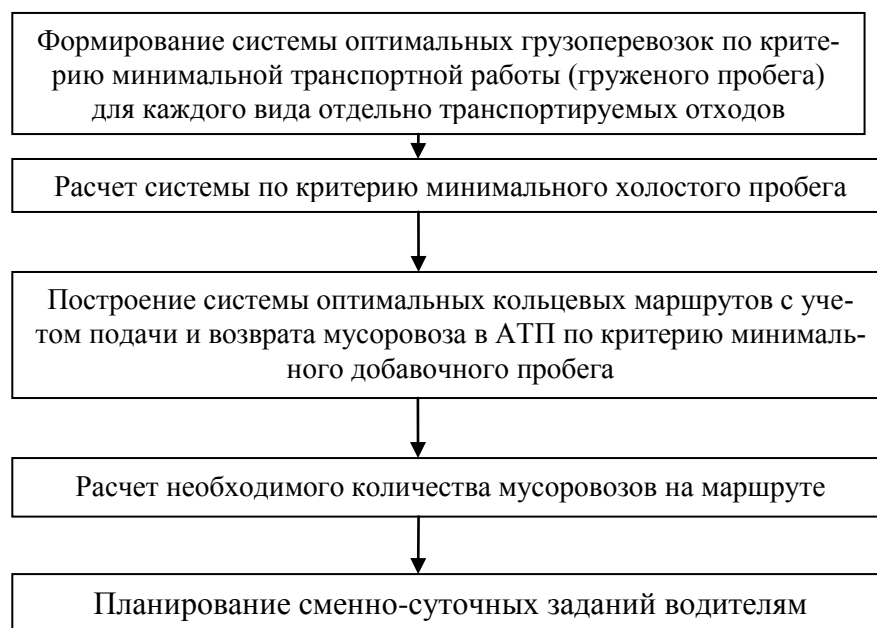 Формирование системы оптимальных грузоперевозок по крите-
рию минимальной транспортной работы (груженого пробега)
для каждого вида отдельно транспортируемых отходов
Расчет системы по критерию минимального холостого пробега
Построение системы оптимальных кольцевых маршрутов с уче-
том подачи и возврата мусоровоза в АТП по критерию минималь-
ного добавочного пробега
Расчет необходимого количества мусоровозов на маршруте
Планирование сменно-суточных заданий водителям